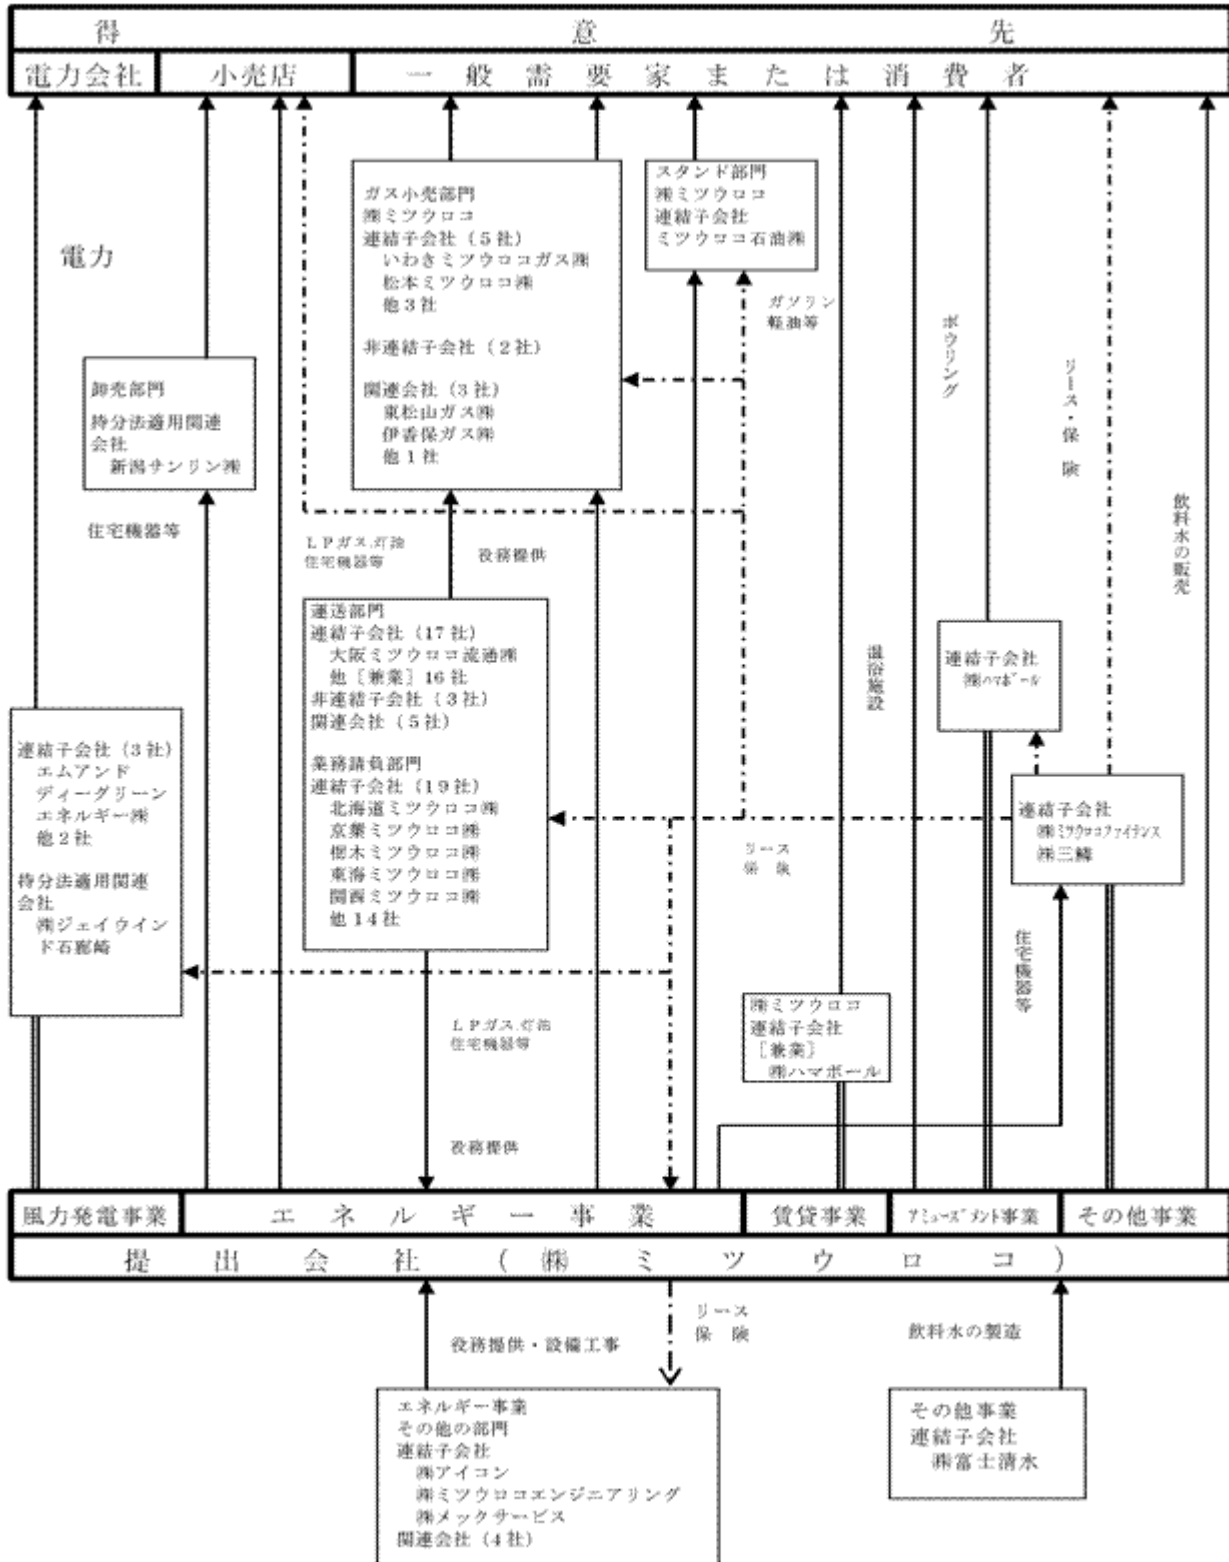 得意先
電力会社
小売店
一般需要家または消費者
電力
ガス小売部門
㈱ミツウロコ
連結子会社（５社）
いわきミツウロコガス㈱
松本ミツウロコ㈱
他３社
非連結子会社（２社）
関連会社（３社）
東松山ガス㈱
伊香保ガス㈱
他１社
スタンド部門
㈱ミツウロコ
連結子会社
ミツウロコ石油㈱
ガソリン
軽油等
ボウリング
リース・保険
飲料水の販売
卸売部門
持分法適用関連
会社
新潟サンリン㈱
住宅機器等
ＬＰガス.灯油
住宅機器等
役務提供
運送部門
連結子会社（17社）
大阪ミツウロコ流通㈱
他［兼業］16社
非連結子会社（３社）
関連会社（５社）
業務請負部門
連結子会社（19社）
北海道ミツウロコ㈱
京葉ミツウロコ㈱
栃木ミツウロコ㈱
東海ミツウロコ㈱
関西ミツウロコ㈱
他14社
温浴施設
連結子会社
㈱ハマボール
連結子会社（３社）
エムアンド
ディーグリーン
エネルギー㈱
他２社
持分法適用関連
会社
㈱ジェイウイン
ド石廊崎
リース
保険
連結子会社
㈱ミツウロコファイナンス
㈱三鱗
住宅機器等
㈱ミツウロコ
連結子会社
［兼業］
㈱ハマボール
ＬＰガス.灯油
住宅機器等
役務提供
風力発電事業
エネルギー事業
賃貸事業
アミューズメント事業
その他事業
提出会社（㈱ミツウロコ）
役務提供・設備工事
リース
保険
飲料水の製造
エネルギー事業
その他の部門
連結子会社
㈱アイコン
㈱ミツウロコエンジニアリング
㈱メックサービス
関連会社（４社）
その他事業
連結子会社
㈱富士清水